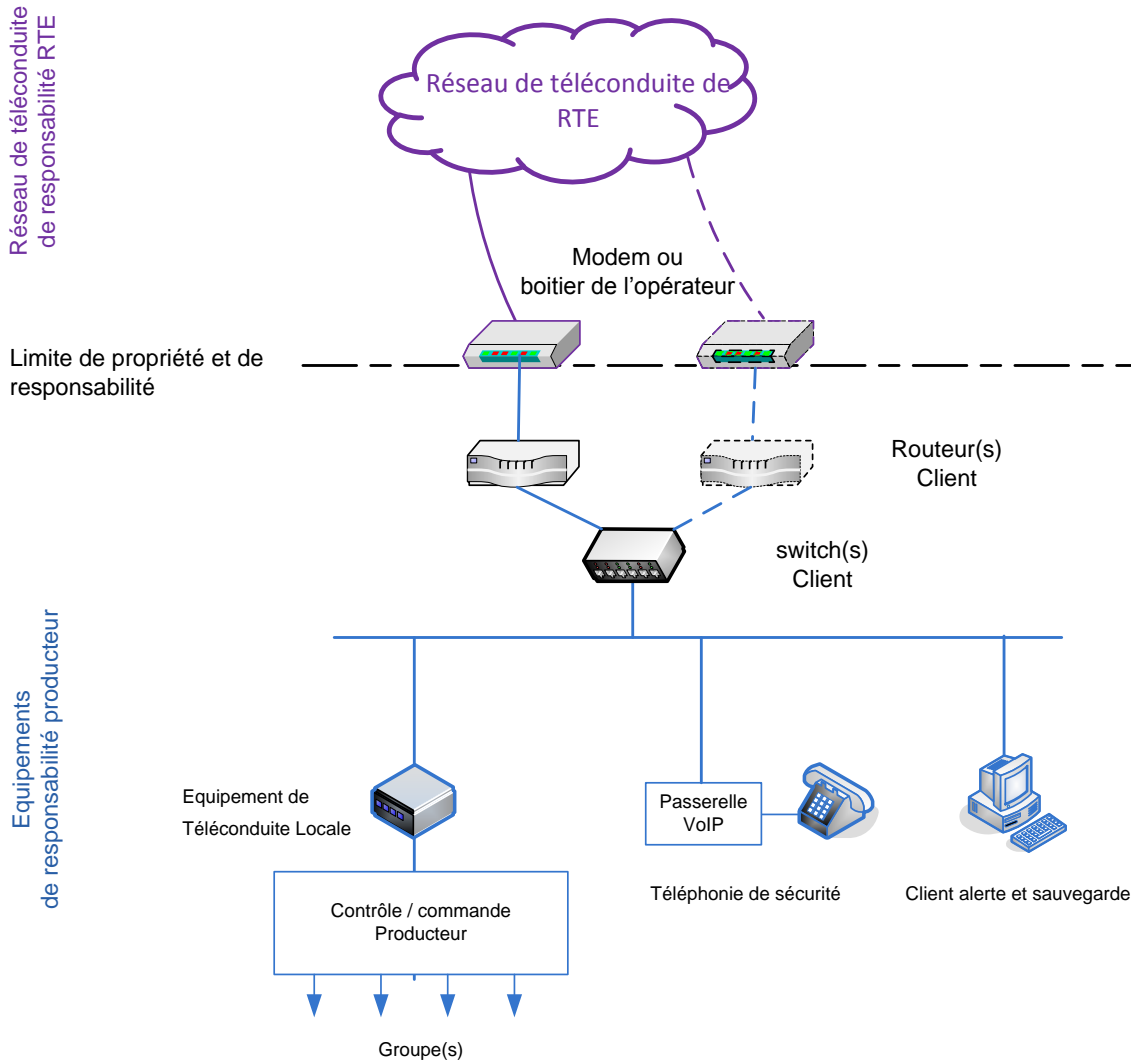 Réseau de téléconduite
de responsabilité RTE
Réseau de téléconduite de
RTE
Modem ou
boitier de l’opérateur
Limite de propriété et de
responsabilité
Routeur(s)
Client
switch(s)
Client
Equipements
de responsabilité producteur
Equipement de
Téléconduite Locale
Passerelle
VoIP
Téléphonie de sécurité
Client alerte et sauvegarde
Contrôle / commande
Producteur
Groupe(s)